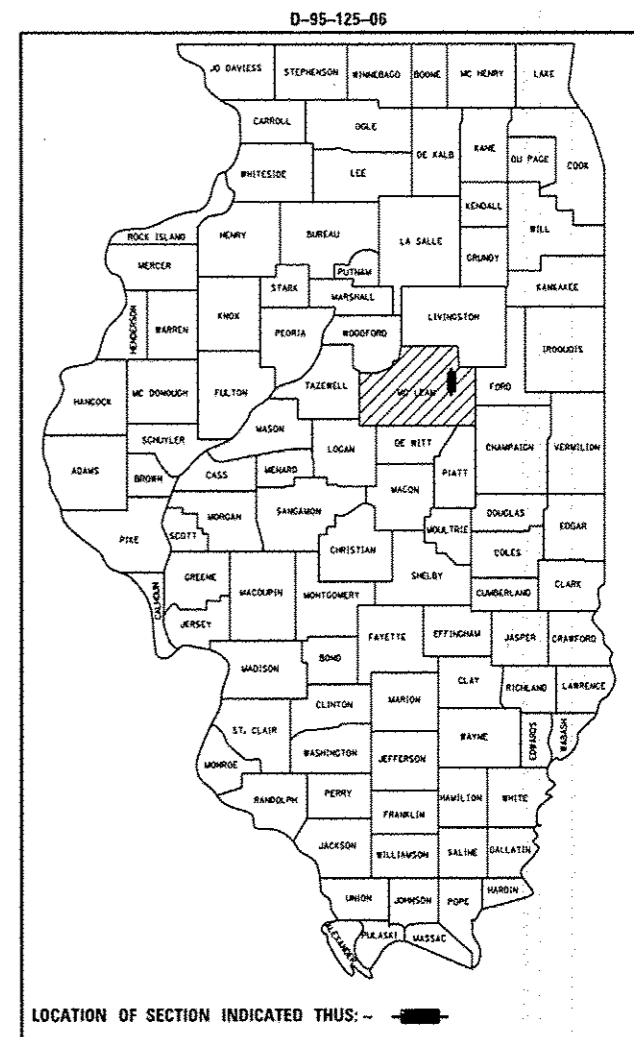 D-95-125-06
JO DAVIESS STEPHENSON WINNEBAGO BOONE MC HENRY LAKE
CARROLL OGLE DE KALB KANE DU PAGE COOK
WHITESIDE LEE
KENDALL WILL
ROCK ISLAND HENRY BUREAU LA SALLE GRUNDY
MERCER PUTNAM KANKAKEE
STARK MARSHALL
HENDERSON WARREN KNOX PEORIA WOODFORD LIVINGSTON IROQUOIS
HANCOCK MC DONOUGH FULTON TAZEWELL MC LEAN FORD
SCHUYLER MASON LOGAN DE WITT CHAMPAIGN VERMILION
ADAMS BROWN CASS MENARD PIATT
MACON
PIKE SCOTT MORGAN SANGAMON MOULTRIE DOUGLAS EDGAR
CHRISTIAN COLES
CALHOUN GREENE MACOUPIN MONTGOMERY SHELBY CUMBERLAND CLARK
JERSEY FAYETTE EFFINGHAM JASPER CRAWFORD
MADISON BOND CLAY RICHLAND LAWRENCE
CLINTON MARION
ST. CLAIR WAYNE EDWARDS WABASH
MONROE WASHINGTON JEFFERSON
RANDOLPH PERRY HAMILTON WHITE
FRANKLIN
JACKSON WILLIAMSON SALINE GALLATIN
UNION JOHNSON POPE HARDIN
ALEXANDER PULASKI MASSAC
LOCATION OF SECTION INDICATED THUS: -